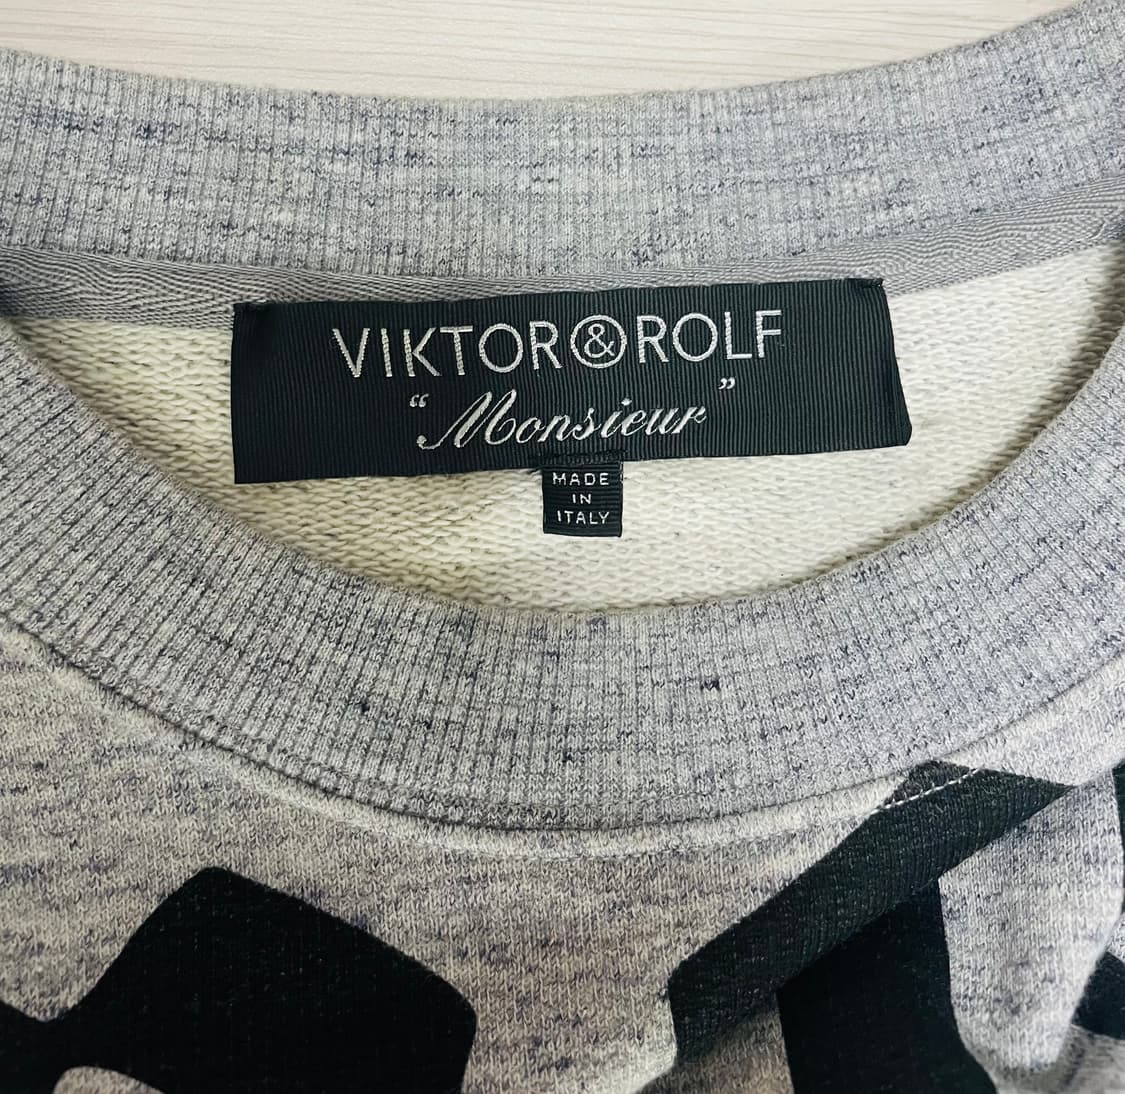 VIKTOR&ROLF
“Monsieur”
MADE
IN
ITALY